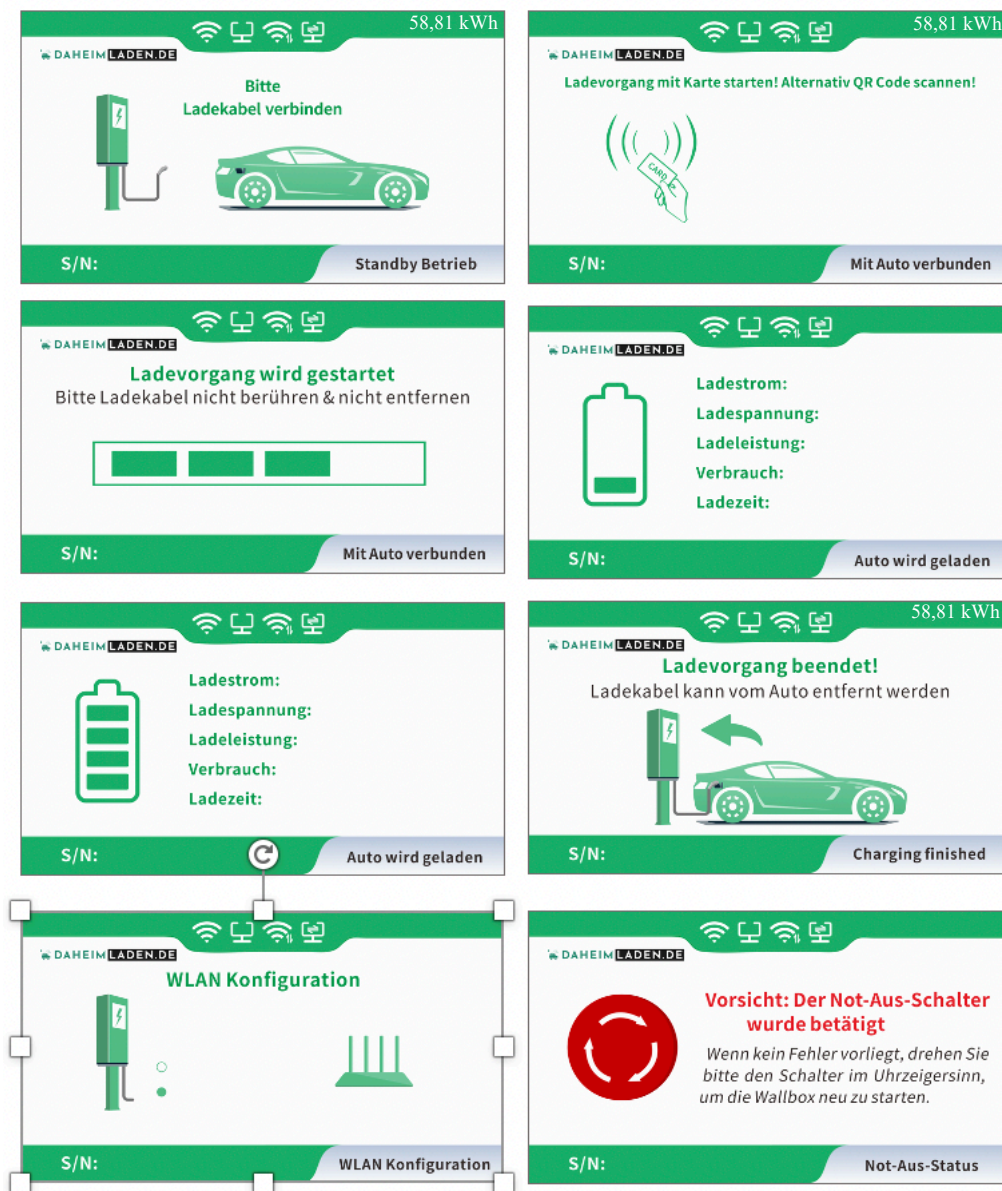 58,81 kWh
DAHEIMLADEN.DE
Bitte
Ladekabel verbinden
S/N:
Standby Betrieb
58,81 kWh
DAHEIMLADEN.DE
Ladevorgang mit Karte starten! Alternativ QR Code scannen!
CARD
S/N:
Mit Auto verbunden
DAHEIMLADEN.DE
Ladevorgang wird gestartet
Bitte Ladekabel nicht berühren & nicht entfernen
S/N:
Mit Auto verbunden
DAHEIMLADEN.DE
Ladestrom:
Ladespannung:
Ladeleistung:
Verbrauch:
Ladezeit:
S/N:
Auto wird geladen
DAHEIMLADEN.DE
Ladestrom:
Ladespannung:
Ladeleistung:
Verbrauch:
Ladezeit:
S/N:
Auto wird geladen
58,81 kWh
DAHEIMLADEN.DE
Ladevorgang beendet!
Ladekabel kann vom Auto entfernt werden
S/N:
Charging finished
DAHEIMLADEN.DE
WLAN Konfiguration
S/N:
WLAN Konfiguration
DAHEIMLADEN.DE
Vorsicht: Der Not-Aus-Schalter
wurde betätigt
Wenn kein Fehler vorliegt, drehen Sie
bitte den Schalter im Uhrzeigersinn,
um die Wallbox neu zu starten.
S/N:
Not-Aus-Status